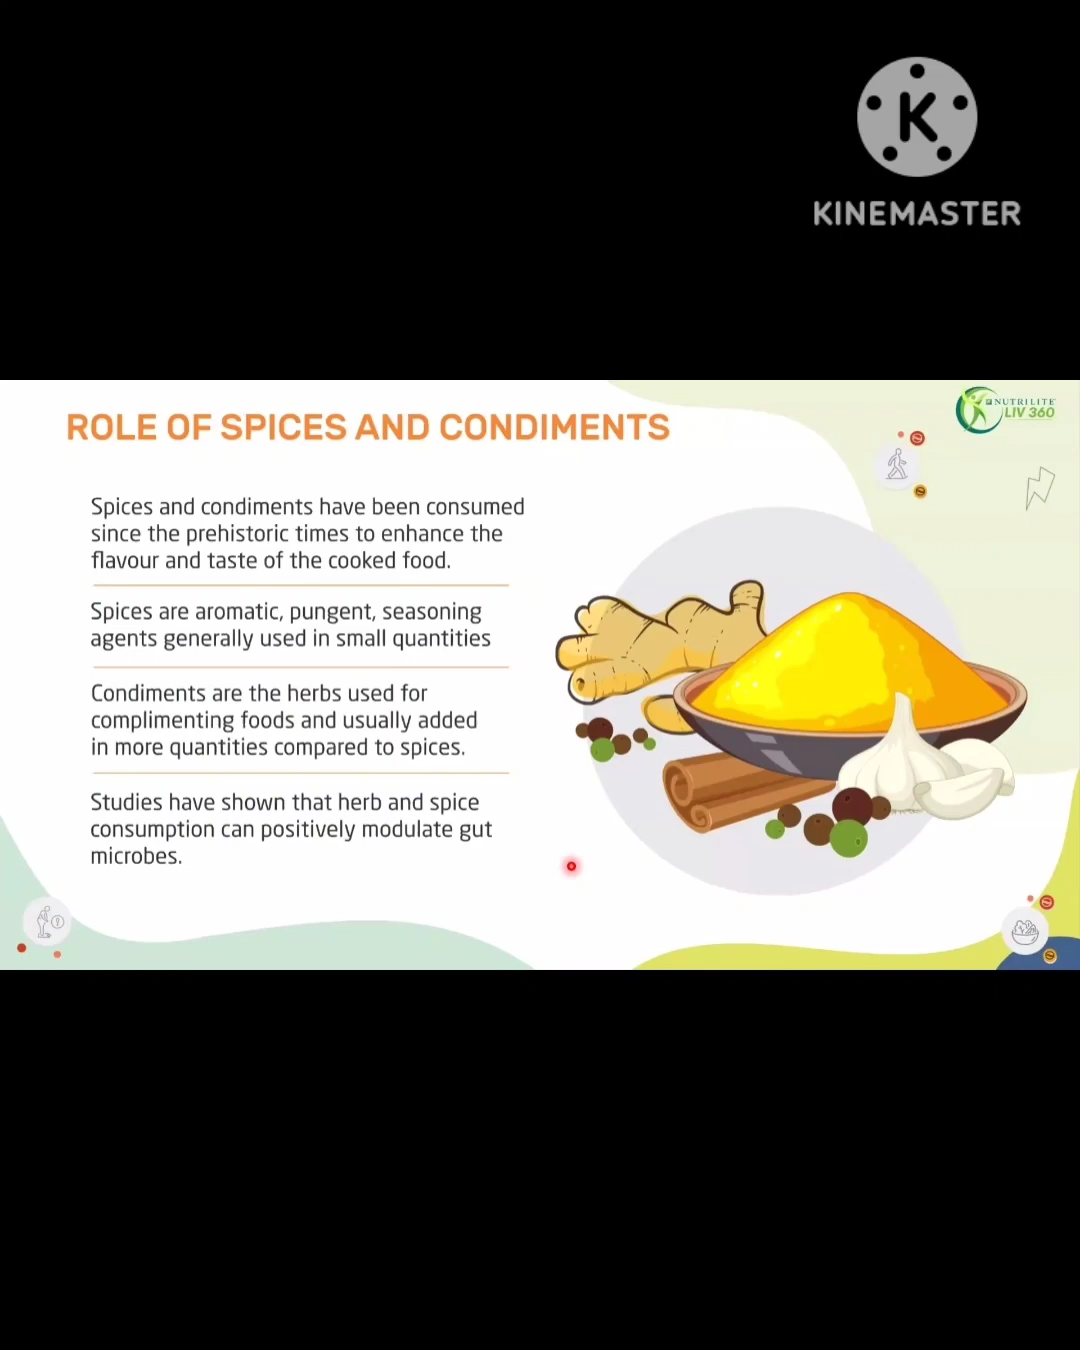 K
KINEMASTER
NUTRILITE
LIV 360
ROLE OF SPICES AND CONDIMENTS
Spices and condiments have been consumed
since the prehistoric times to enhance the
flavour and taste of the cooked food.
Spices are aromatic, pungent, seasoning
agents generally used in small quantities
Condiments are the herbs used for
complimenting foods and usually added
in more quantities compared to spices.
Studies have shown that herb and spice
consumption can positively modulate gut
microbes.